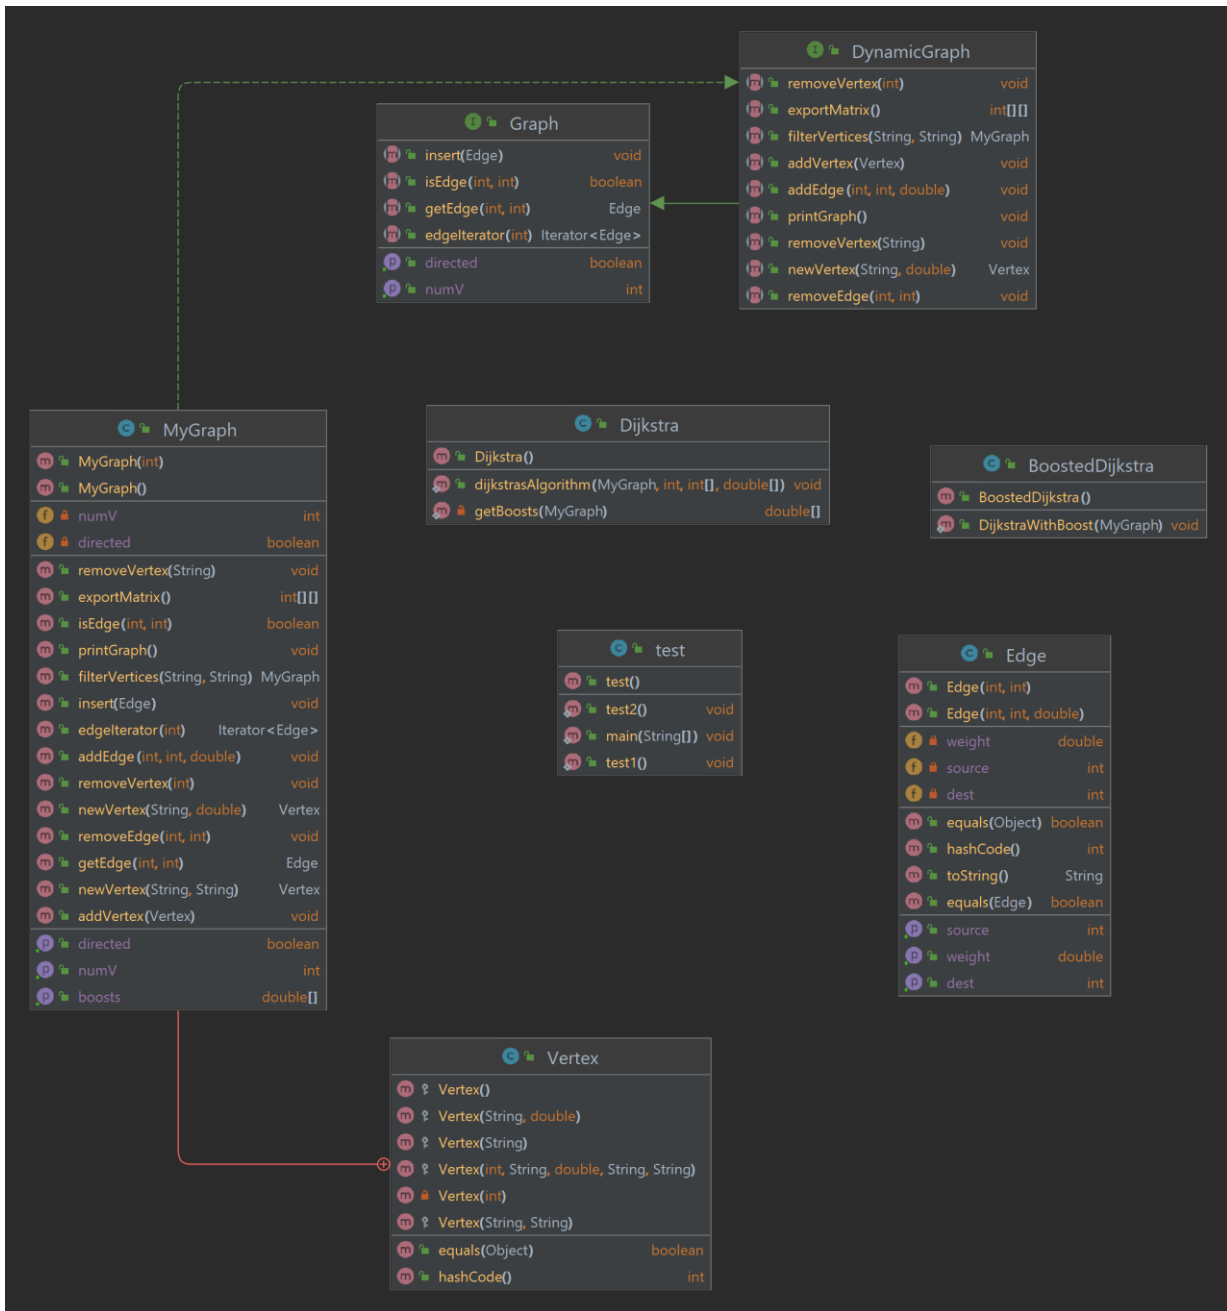 DynamicGraph
removeVertex(int) void
exportMatrix() int[][]
filterVertices(String, String) MyGraph
addVertex(Vertex) void
addEdge(int, int, double) void
printGraph() void
removeVertex(String) void
newVertex(String, double) Vertex
removeEdge(int, int) void
Graph
insert(Edge) void
isEdge(int, int) boolean
getEdge(int, int) Edge
edgeIterator(int) Iterator<Edge>
directed boolean
numV int
MyGraph
MyGraph(int)
MyGraph()
numV int
directed boolean
removeVertex(String) void
exportMatrix() int[][]
isEdge(int, int) boolean
printGraph() void
filterVertices(String, String) MyGraph
insert(Edge) void
edgeIterator(int) Iterator<Edge>
addEdge(int, int, double) void
removeVertex(int) void
newVertex(String, double) Vertex
removeEdge(int, int) void
getEdge(int, int) Edge
newVertex(String, String) Vertex
addVertex(Vertex) void
directed boolean
numV int
boosts double[]
Dijkstra
Dijkstra()
dijkstrasAlgorithm(MyGraph, int, int[], double[]) void
getBoosts(MyGraph) double[]
BoostedDijkstra
BoostedDijkstra()
DijkstraWithBoost(MyGraph) void
test
test()
test2() void
main(String[]) void
test1() void
Edge
Edge(int, int)
Edge(int, int, double)
weight double
source int
dest int
equals(Object) boolean
hashCode() int
toString() String
equals(Edge) boolean
source int
weight double
dest int
Vertex
Vertex()
Vertex(String, double)
Vertex(String)
Vertex(int, String, double, String, String)
Vertex(int)
Vertex(String, String)
equals(Object) boolean
hashCode() int